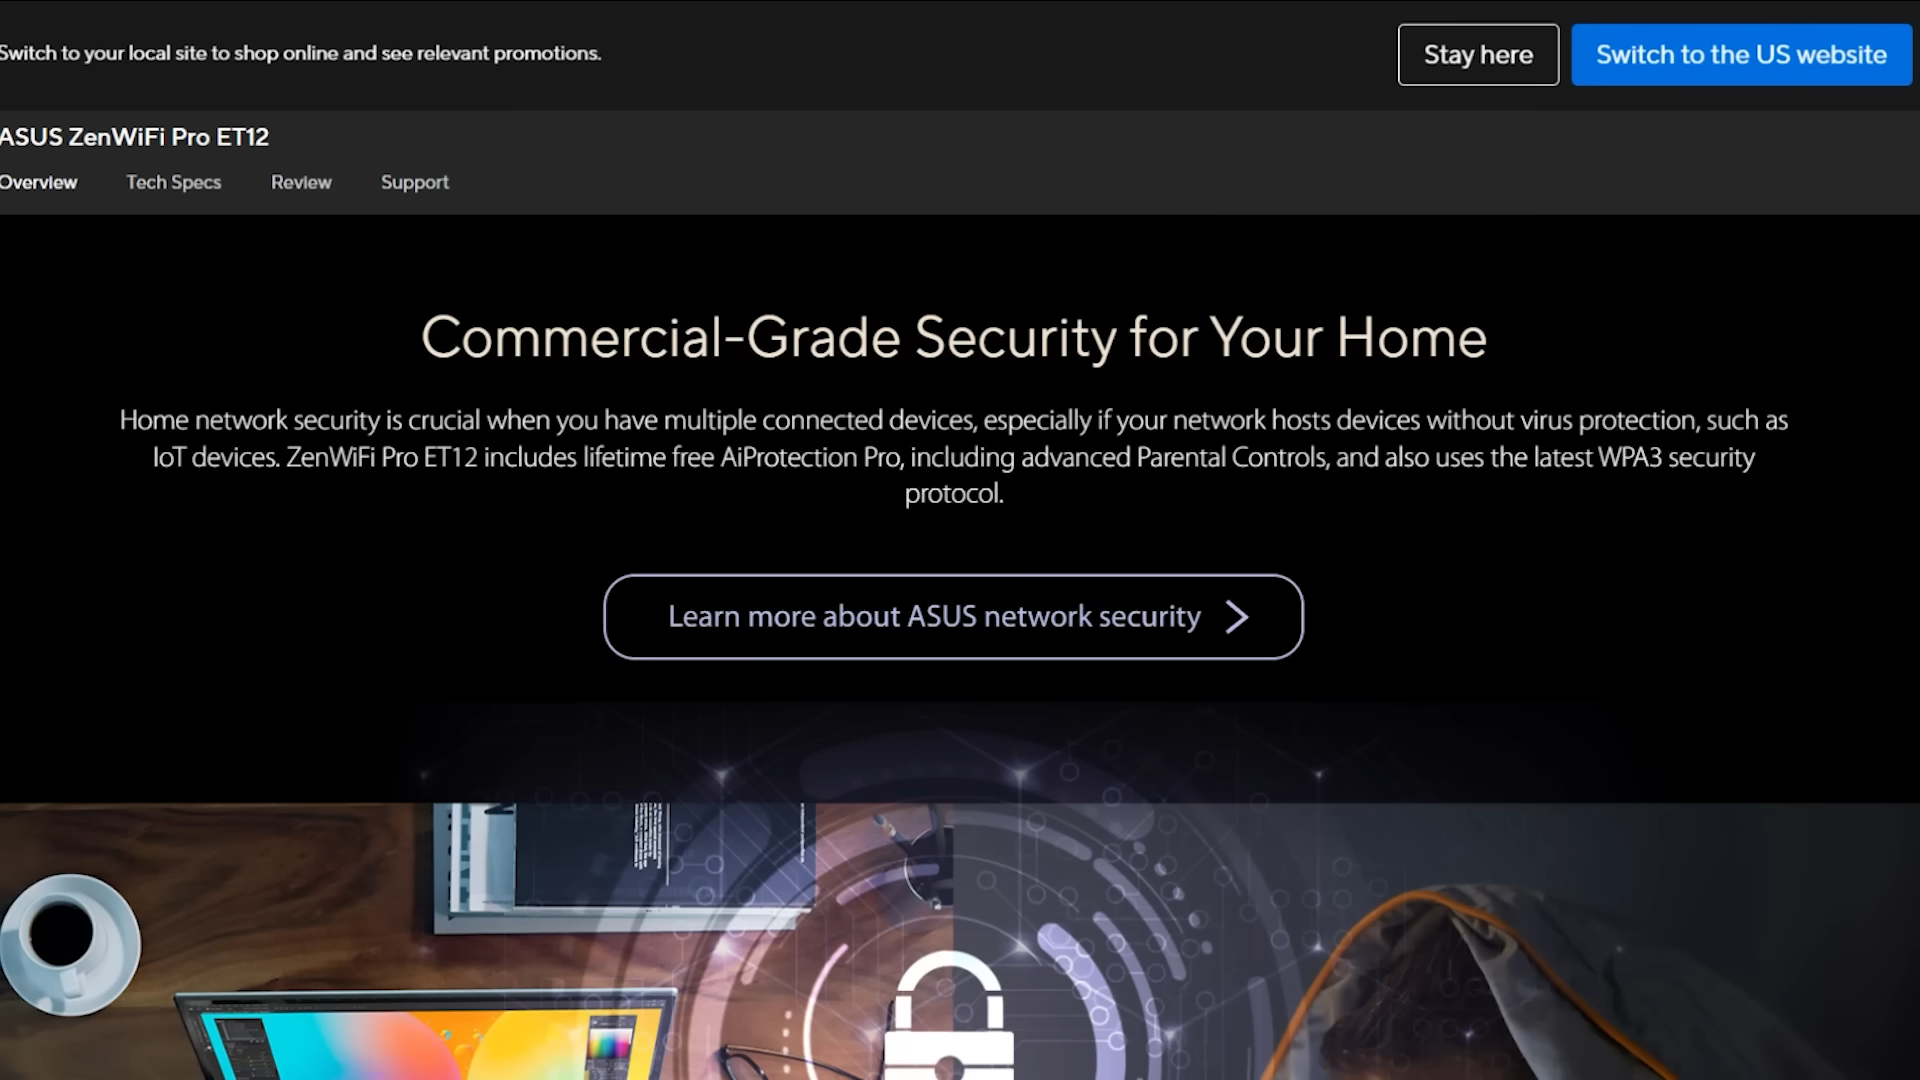 Switch to your local site to shop online and see relevant promotions.
Stay here
Switch to the US website
ASUS ZenWiFi Pro ET12
Overview
Tech Specs
Review
Support
Commercial-Grade Security for Your Home
Home network security is crucial when you have multiple connected devices, especially if your network hosts devices without virus protection, such as
IoT devices. ZenWiFi Pro ET12 includes lifetime free AiProtection Pro, including advanced Parental Controls, and also uses the latest WPA3 security
protocol.
Learn more about ASUS network security